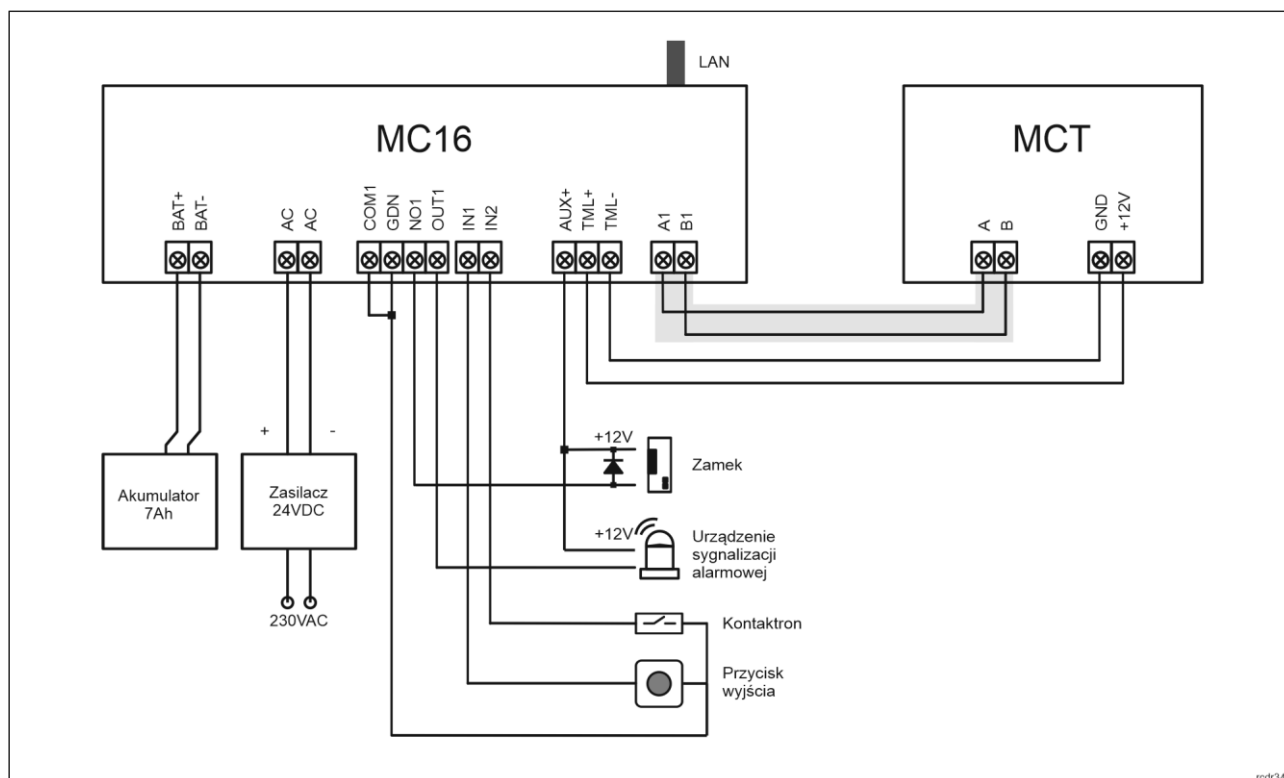 LAN
MC16
MCT
BAT+
BAT-
AC
AC
COM1
GDN
NO1
OUT1
IN1
IN2
AUX+
TML+
TML-
A1
B1
A
B
GND
+12V
+
-
Akumulator
7Ah
Zasilacz
24VDC
230VAC
+12V
Zamek
+12V
Urządzenie
sygnalizacji
alarmowej
Kontaktron
Przycisk
wyjścia